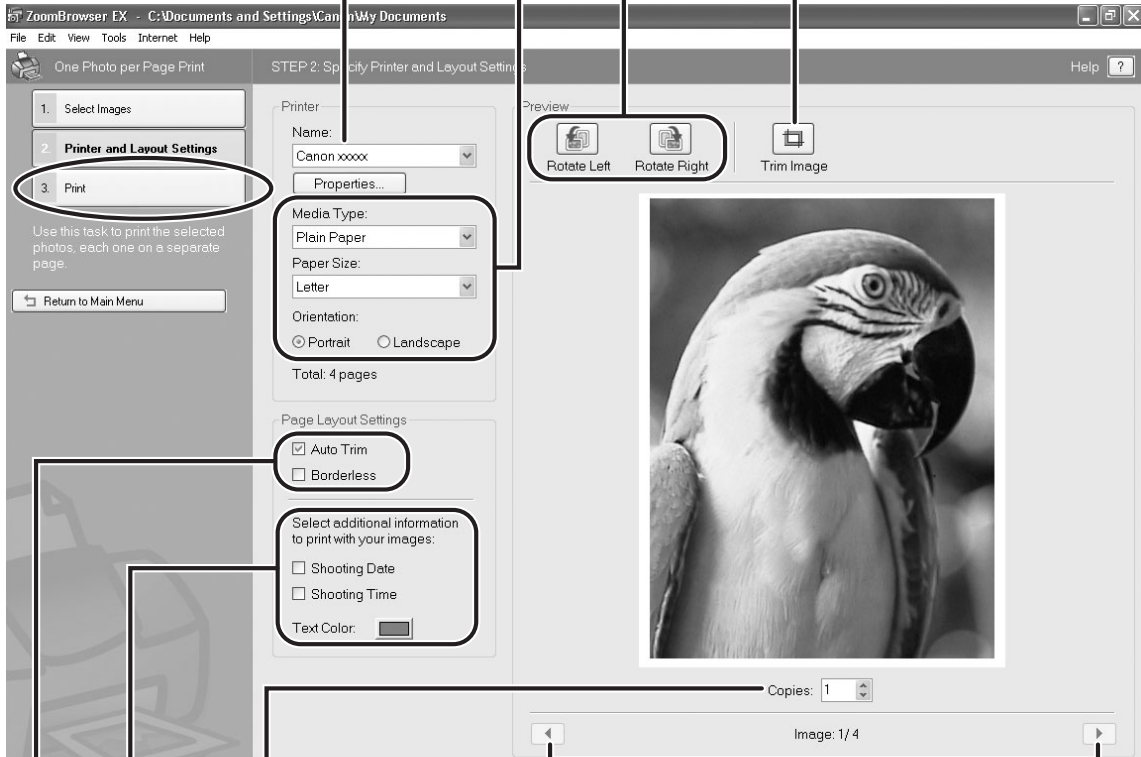 ZoomBrowser EX - C:\Documents and Settings\Canon\My Documents
File Edit View Tools Internet Help
One Photo per Page Print
STEP 2: Specify Printer and Layout Settings
Help ?
1. Select Images
2. Printer and Layout Settings
3. Print
Use this task to print the selected
photos, each one on a separate
page.
Return to Main Menu
Printer
Name:
Canon xxxxx
Properties...
Media Type:
Plain Paper
Paper Size:
Letter
Orientation:
Portrait Landscape
Total: 4 pages
Page Layout Settings
Auto Trim
Borderless
Select additional information
to print with your images:
Shooting Date
Shooting Time
Text Color:
Preview
Rotate Left Rotate Right Trim Image
Copies: 1
Image: 1/ 4